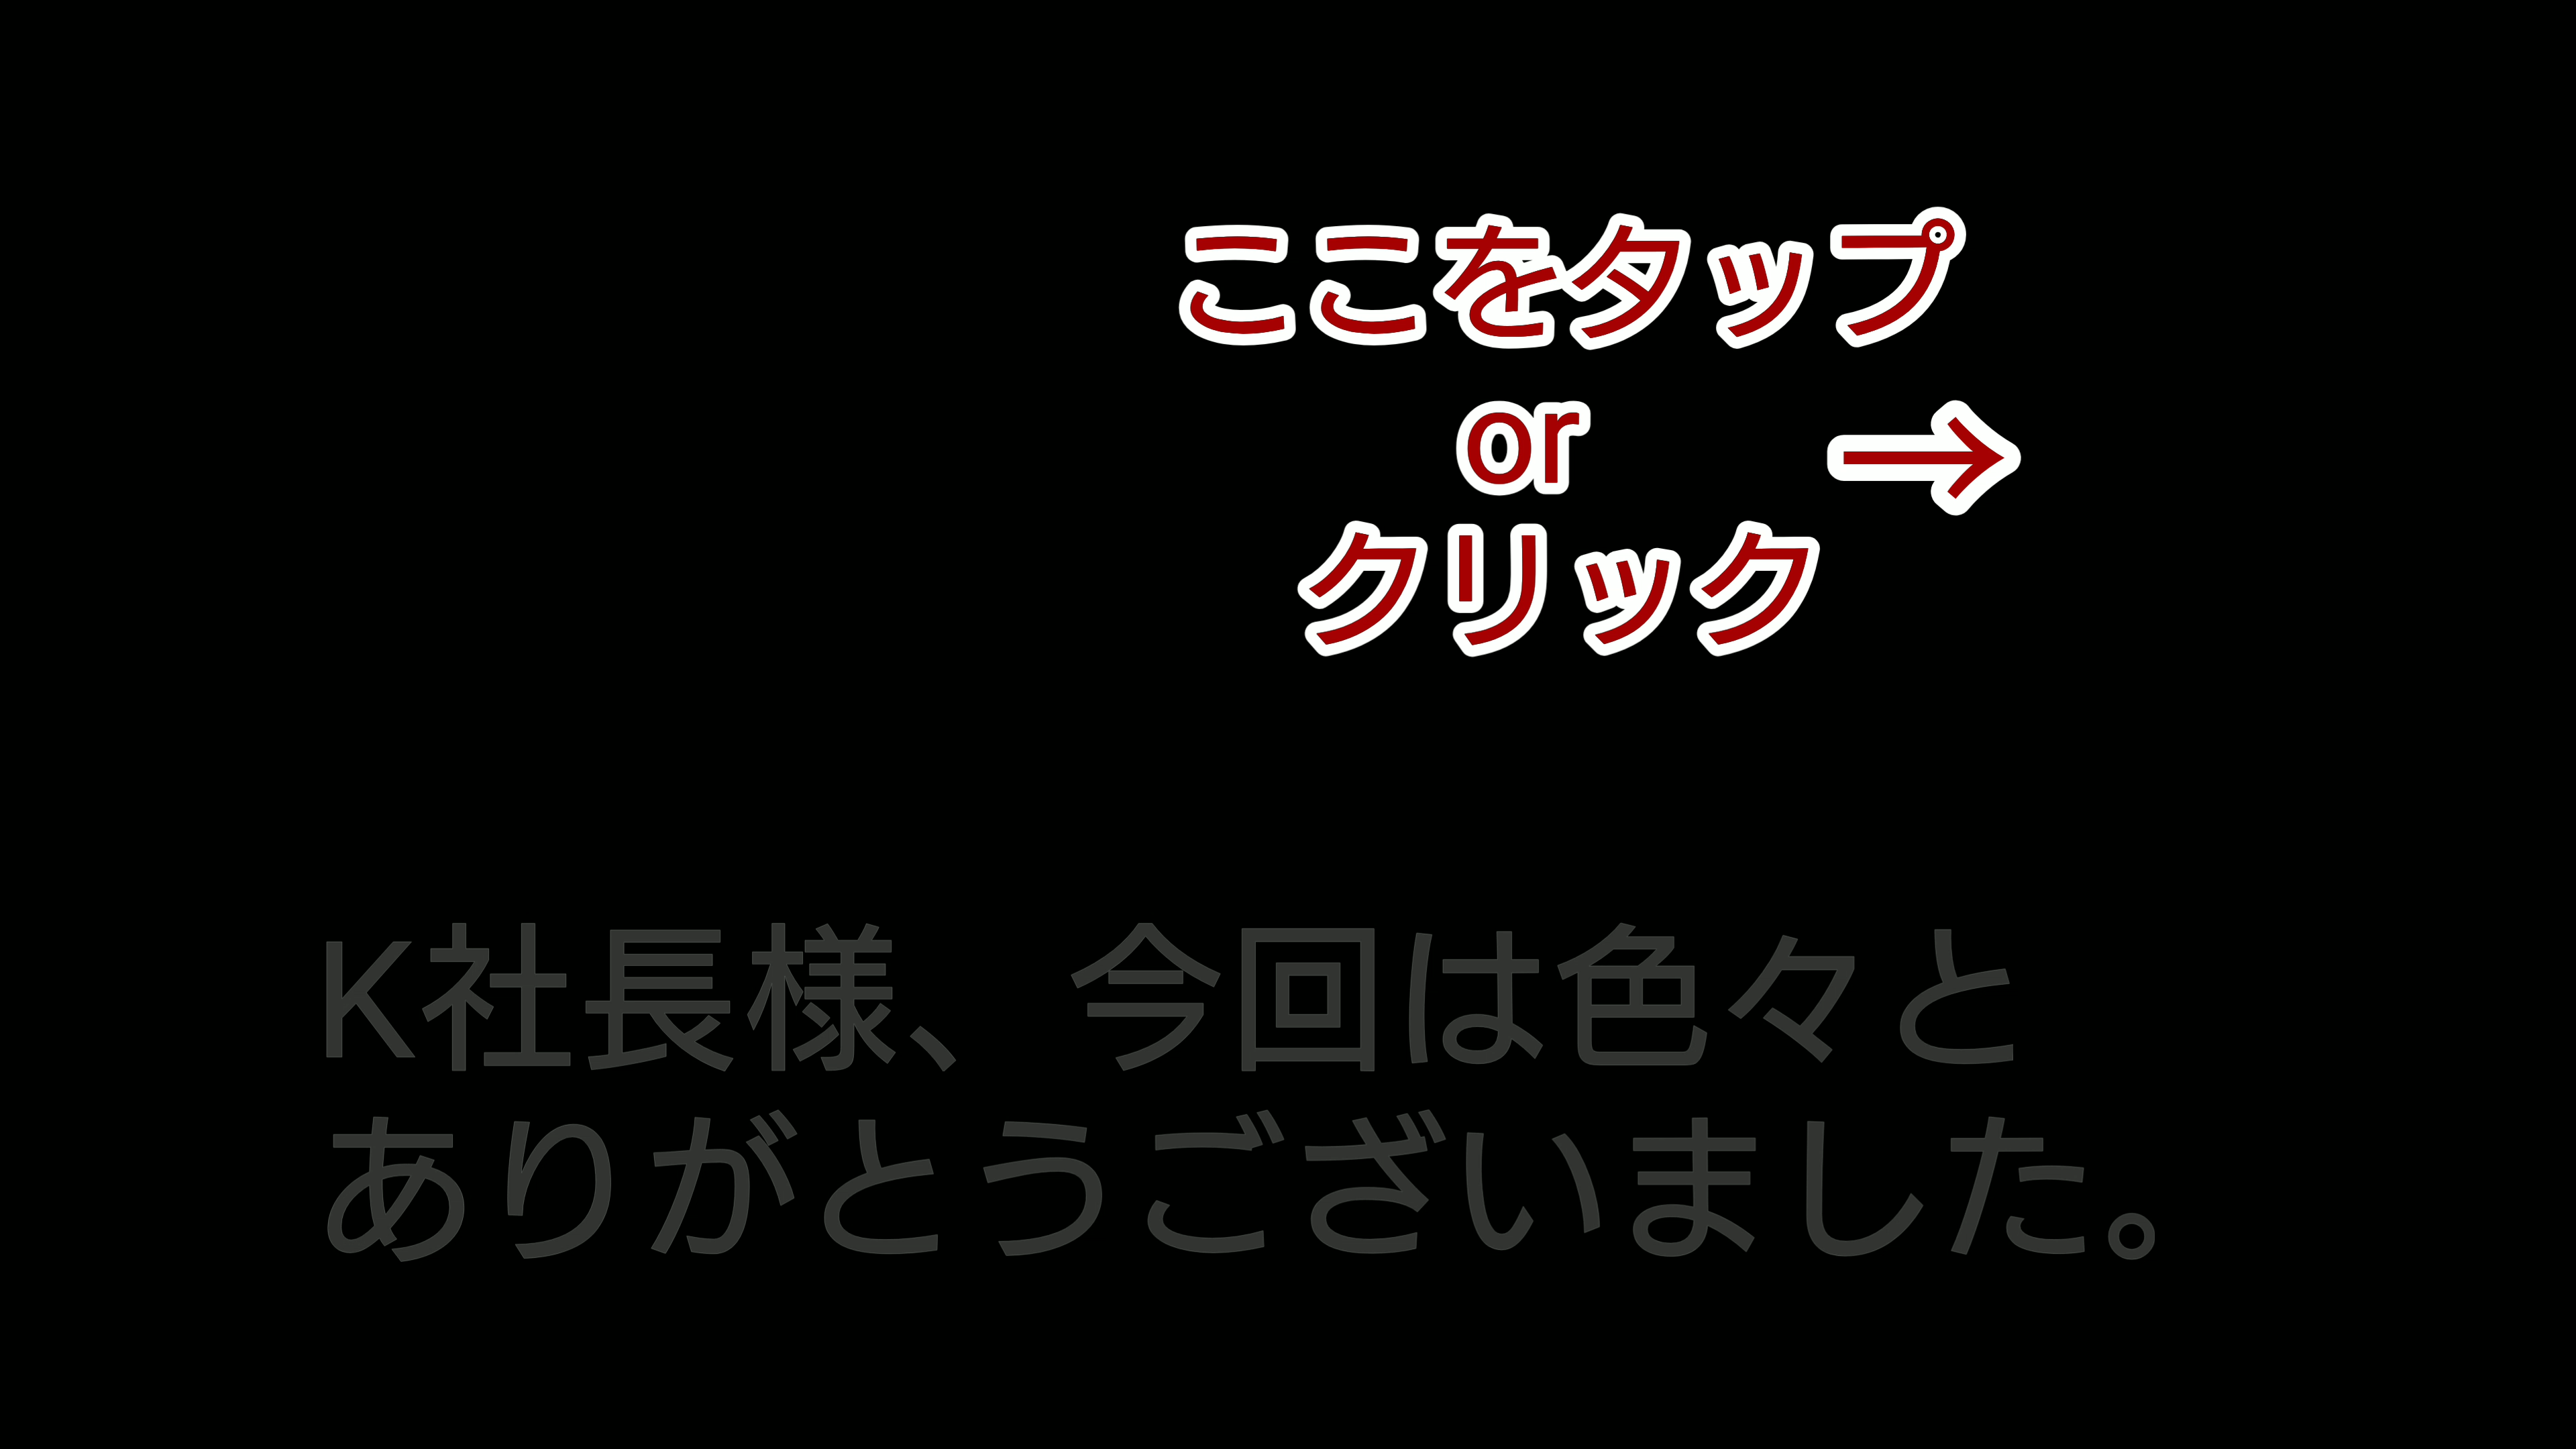 ここをタップ
or →
クリック
K社長様、今回は色々と
ありがとうございました。